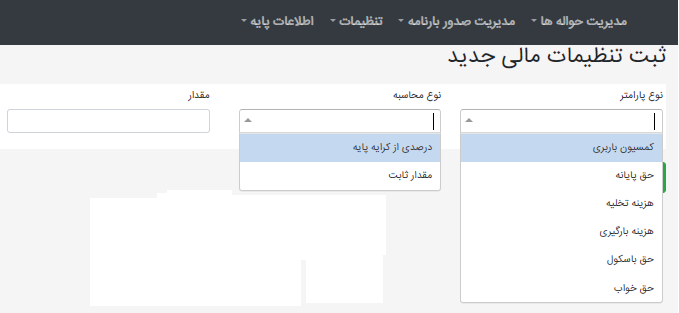 مدیریت حواله ها مدیریت صدور بارنامه تنظیمات اطلاعات پایه
ثبت تنظیمات مالی جدید
نوع پارامتر نوع محاسبه مقدار
کمسیون باربری
حق پایانه
هزینه تخلیه
هزینه بارگیری
حق باسکول
حق خواب
درصدی از کرایه پایه
مقدار ثابت